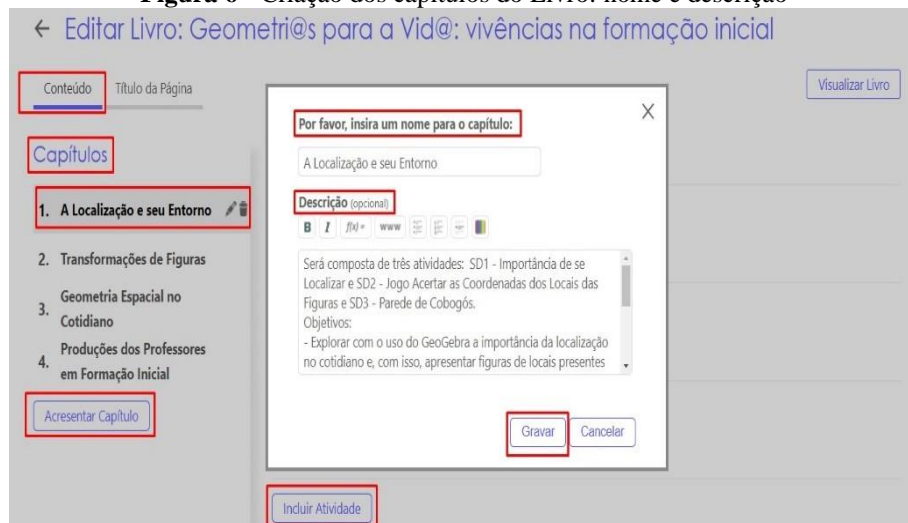 Figura 6 - Criação dos capítulos do Livro: nome e descrição
← Editar Livro: Geometri@s para a Vid@: vivências na formação inicial
Conteúdo Título da Página
Visualizar Livro
Capítulos
1. A Localização e seu Entorno
2. Transformações de Figuras
3. Geometria Espacial no
Cotidiano
4. Produções dos Professores
em Formação Inicial
Acresentar Capítulo
X
Por favor, insira um nome para o capítulo:
A Localização e seu Entorno
Descrição (opcional)
B I f(x) www
Será composta de três atividades: SD1 - Importância de se
Localizar e SD2 - Jogo Acertar as Coordenadas dos Locais das
Figuras e SD3 - Parede de Cobogós.
Objetivos:
- Explorar com o uso do GeoGebra a importância da localização
no cotidiano e, com isso, apresentar figuras de locais presentes
Gravar Cancelar
Incluir Atividade